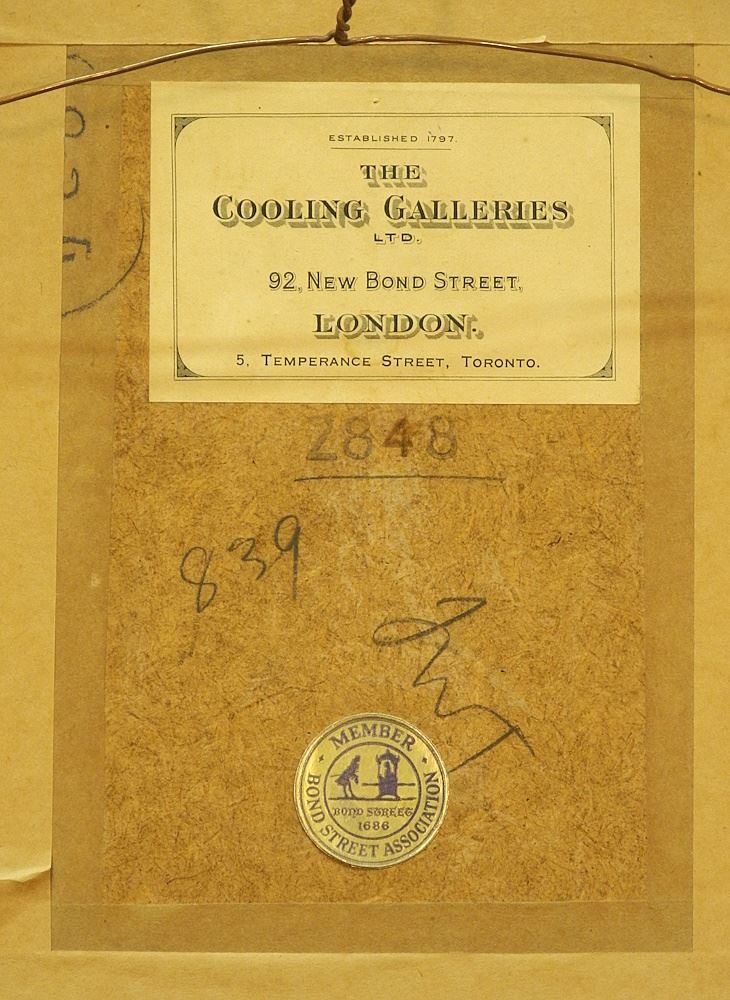 ESTABLISHED 1797.
THE
COOLING GALLERIES
LTD.
92, NEW BOND STREET,
LONDON.
5, TEMPERANCE STREET, TORONTO.
2848
839
MEMBER
BOND STREET
1686
BOND STREET ASSOCIATION